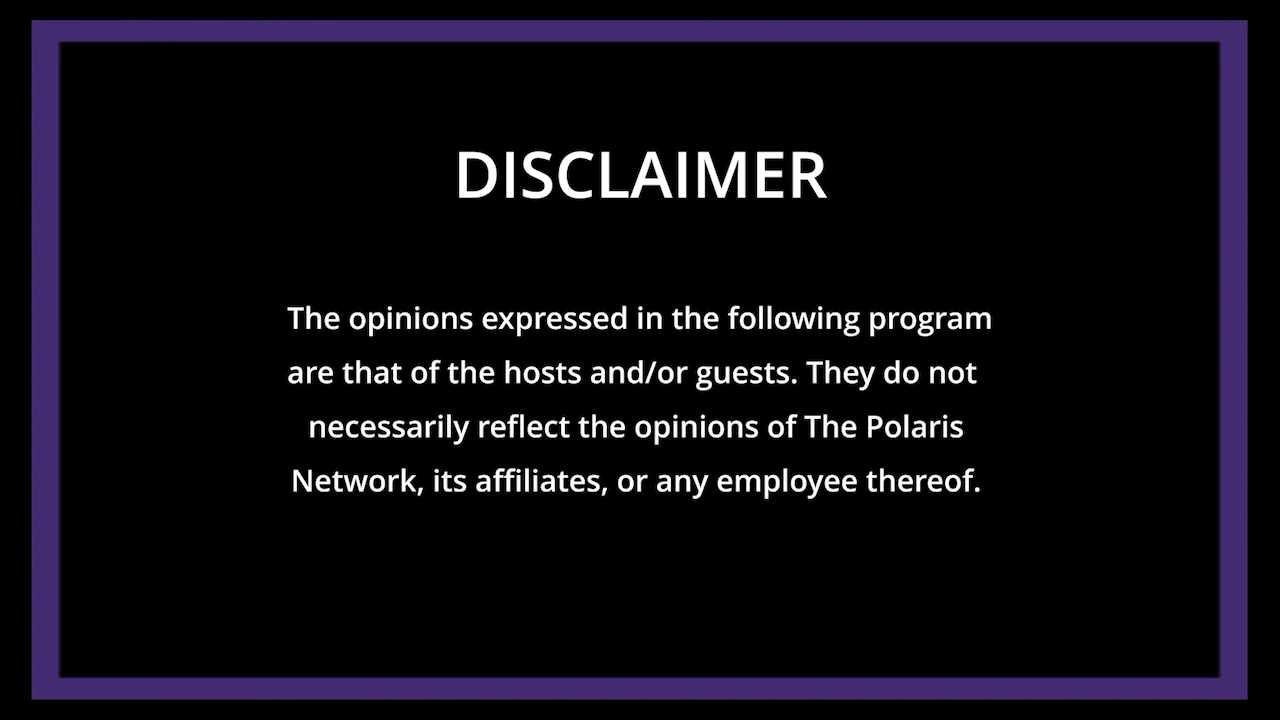 DISCLAIMER
The opinions expressed in the following program
are that of the hosts and/or guests. They do not
necessarily reflect the opinions of The Polaris
Network, its affiliates, or any employee thereof.